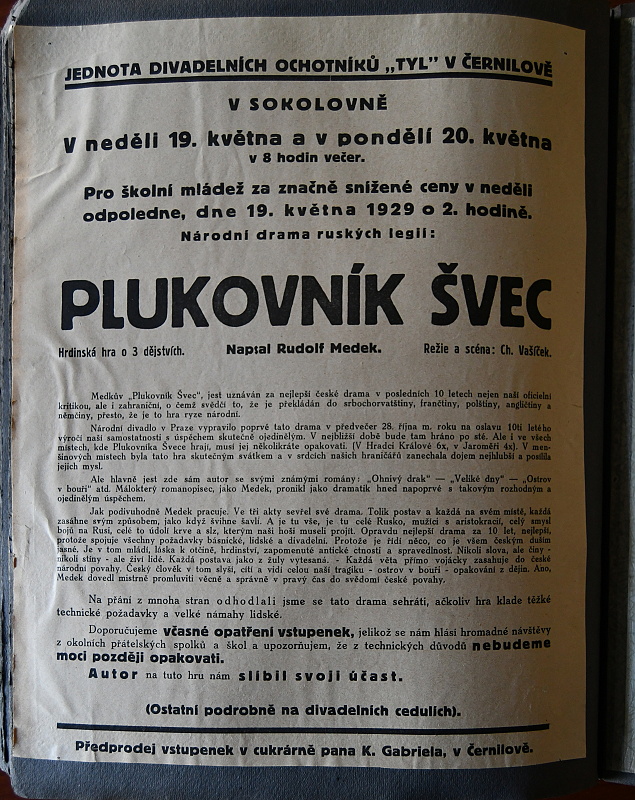 JEDNOTA DIVADELNÍCH OCHOTNÍKŮ „TYL" V ČERNILOVĚ
V SOKOLOVNĚ
V neděli 19. května a v pondělí 20. května
v 8 hodin večer.
Pro školní mládež za značně snížené ceny v neděli
odpoledne, dne 19. května 1929 o 2. hodině.
Národní drama ruských legií:
PLUKOVNÍK ŠVEC
Hrdinská hra o 3 dějstvích. Napsal Rudolf Medek. Režie a scéna: Ch. Vašíček.
Medkův „Plukovník Švec", jest uznáván za nejlepší české drama v posledních 10 letech nejen naší oficielní
kritikou, ale i zahraniční, o čemž svědčí to, že je překládán do srbochorvatštiny, frančtiny, polštiny, angličtiny a
němčiny, přesto, že je to hra ryze národní.
Národní divadlo v Praze vypravilo poprvé tato drama v předvečer 28. října m. roku na oslavu 10ti letého
výročí naší samostatnosti s úspěchem skutečně ojedinělým. V nejbližší době bude tam hráno po sté. Ale i ve všech
místech, kde Plukovníka Švece hrají, musí jej několikráte opakovati. (V Hradci Králové 6x, v Jaroměři 4x). V men-
šinových místech byla tato hra skutečným svátkem a v srdcích našich hraničářů zanechala dojem nejhlubší a posílila
jejich mysl.
Ale hlavně jest zde sám autor se svými známými romány: „Ohnivý drak" — „Veliké dny" — „Ostrov
v bouři" atd. Málokterý romanopisec, jako Medek, pronikl jako dramatik hned napoprvé s takovým rozhodným a
ojedinělým úspěchem.
Jak podivuhodně Medek pracuje. Ve tři akty sevřel své drama. Tolik postav a každá na svém místě, každá
zasáhne svým způsobem, jako když švihne šavlí. A je tu vše, je tu celé Rusko, mužíci s aristokracií, celý smysl
bojů na Rusi, celé to údolí krve a slz, kterým naši hoši museli projíti. Opravdu nejlepší drama za 10 let, nejlepší,
protože spojuje všechny požadavky básnické, lidské a divadelní. Protože je řídí něco, co je všem českým duším
jasné. Je v tom mládí, láska k otčině, hrdinství, zapomenuté antické ctnosti a spravedlnost. Nikoli slova, ale činy -
nikoli stíny - ale živí lidé. Každá postava jako z žuly vytesaná. - Každá věta přímo vojácky zasahuje do české
národní povahy. Český člověk v tom slyší, cítí a vidí celou naši tragiku - ostrov v bouři - opakování z dějin. Ano,
Medek dovedl mistrně promluviti věcně a správně v pravý čas do svědomí české povahy.
Na přání z mnoha stran odhodlali jsme se tato drama sehráti, ačkoliv hra klade těžké
technické požadavky a velké námahy lidské.
Doporučujeme včasné opatření vstupenek, jelikož se nám hlásí hromadné návštěvy
z okolních přátelských spolků a škol a upozorňujem, že z technických důvodů nebudeme
moci později opakovati.
Autor na tuto hru nám slíbil svoji účast.
(Ostatní podrobně na divadelních cedulích).
Předprodej vstupenek v cukrárně pana K. Gabriela, v Černilově.